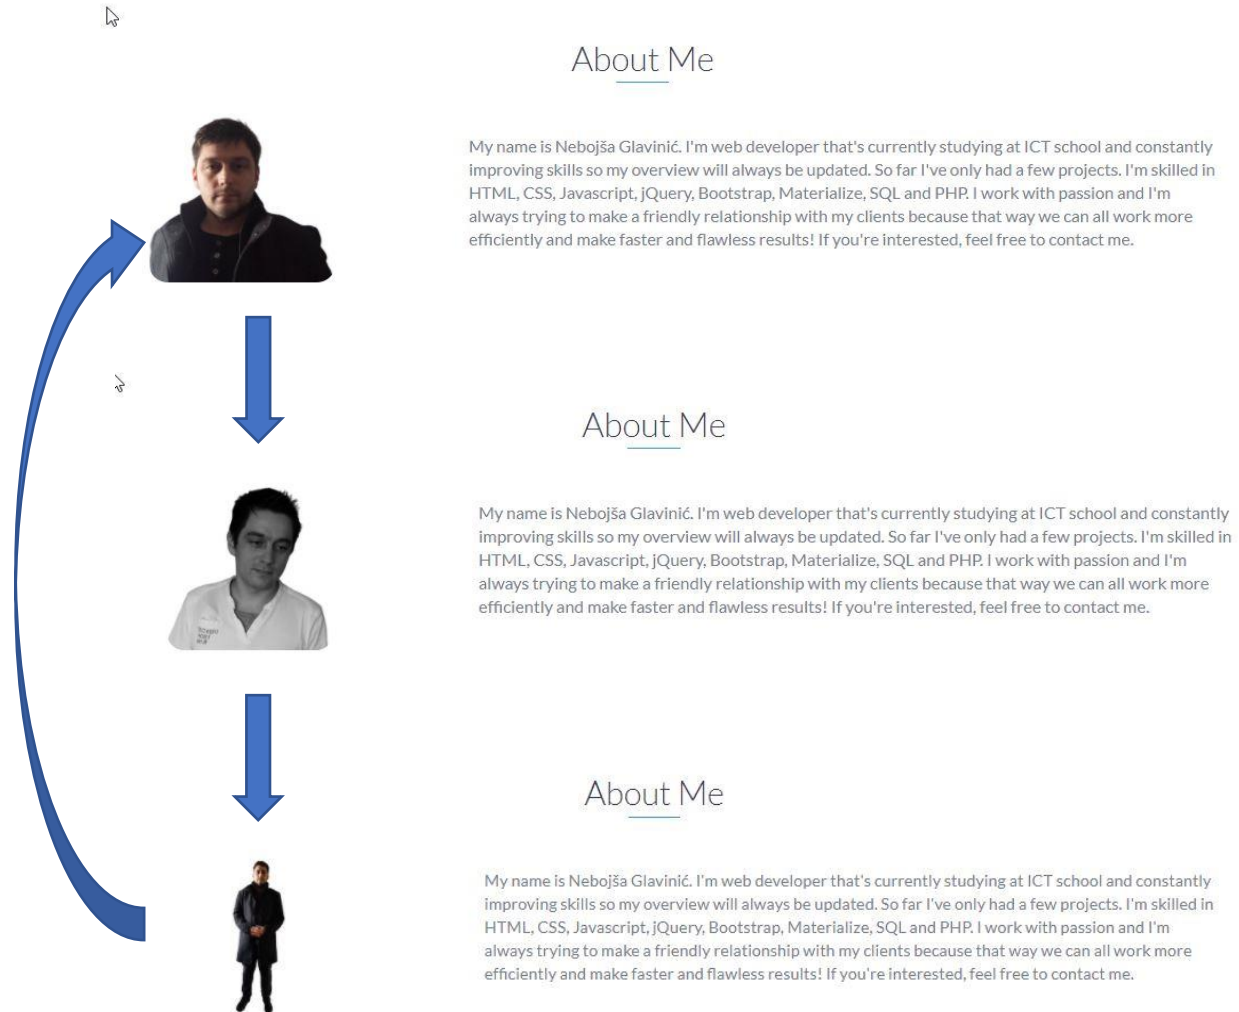 About Me
My name is Nebojša Glavinić. I'm web developer that's currently studying at ICT school and constantly
improving skills so my overview will always be updated. So far I've only had a few projects. I'm skilled in
HTML, CSS, Javascript, jQuery, Bootstrap, Materialize, SQL and PHP. I work with passion and I'm
always trying to make a friendly relationship with my clients because that way we can all work more
efficiently and make faster and flawless results! If you're interested, feel free to contact me.
About Me
My name is Nebojša Glavinić. I'm web developer that's currently studying at ICT school and constantly
improving skills so my overview will always be updated. So far I've only had a few projects. I'm skilled in
HTML, CSS, Javascript, jQuery, Bootstrap, Materialize, SQL and PHP. I work with passion and I'm
always trying to make a friendly relationship with my clients because that way we can all work more
efficiently and make faster and flawless results! If you're interested, feel free to contact me.
About Me
My name is Nebojša Glavinić. I'm web developer that's currently studying at ICT school and constantly
improving skills so my overview will always be updated. So far I've only had a few projects. I'm skilled in
HTML, CSS, Javascript, jQuery, Bootstrap, Materialize, SQL and PHP. I work with passion and I'm
always trying to make a friendly relationship with my clients because that way we can all work more
efficiently and make faster and flawless results! If you're interested, feel free to contact me.